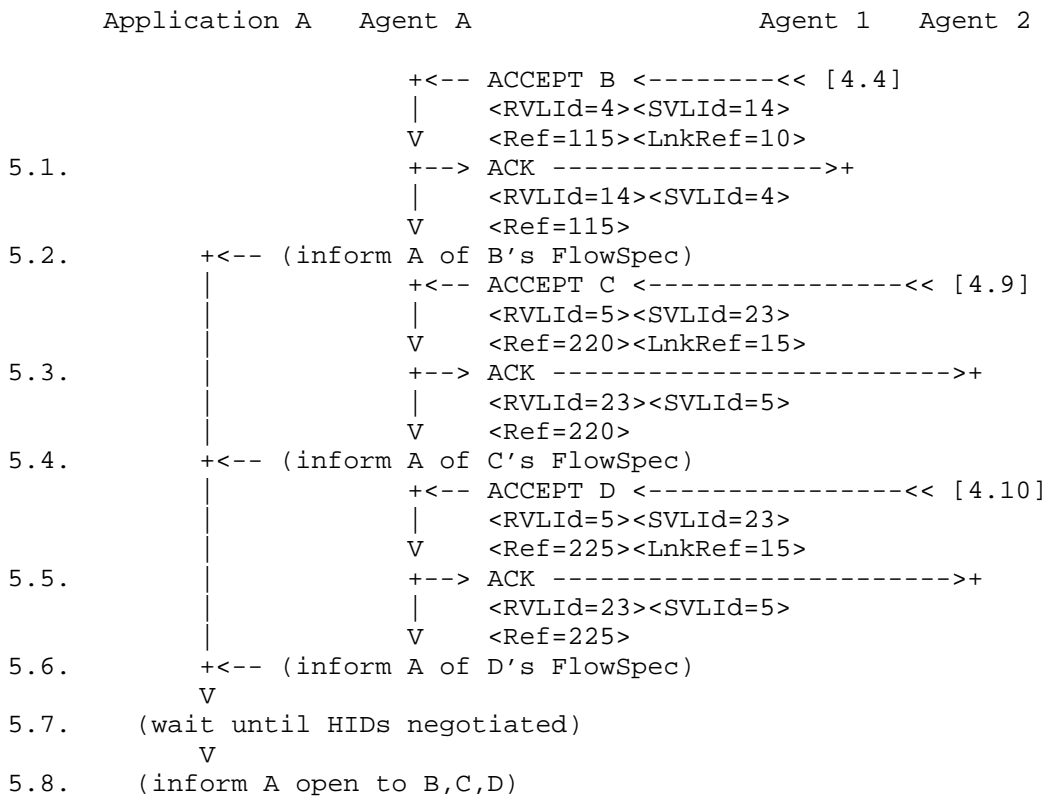 Application A   Agent A                  Agent 1   Agent 2

                         +<-- ACCEPT B <--------<< [4.4]
                         |    <RVLId=4><SVLId=14>
                         V    <Ref=115><LnkRef=10>
5.1.                     +--> ACK ----------------->+
                         |    <RVLId=14><SVLId=4>
                         V    <Ref=115>
5.2.         +<-- (inform A of B's FlowSpec)
             |           +<-- ACCEPT C <----------------<< [4.9]
             |           |    <RVLId=5><SVLId=23>
             |           V    <Ref=220><LnkRef=15>
5.3.         |           +--> ACK ------------------------->+
             |           |    <RVLId=23><SVLId=5>
             |           V    <Ref=220>
5.4.         +<-- (inform A of C's FlowSpec)
             |           +<-- ACCEPT D <----------------<< [4.10]
             |           |    <RVLId=5><SVLId=23>
             |           V    <Ref=225><LnkRef=15>
5.5.         |           +--> ACK ------------------------->+
             |           |    <RVLId=23><SVLId=5>
             |           V    <Ref=225>
5.6.         +<-- (inform A of D's FlowSpec)
             V
5.7.    (wait until HIDs negotiated)
             V
5.8.    (inform A open to B,C,D)